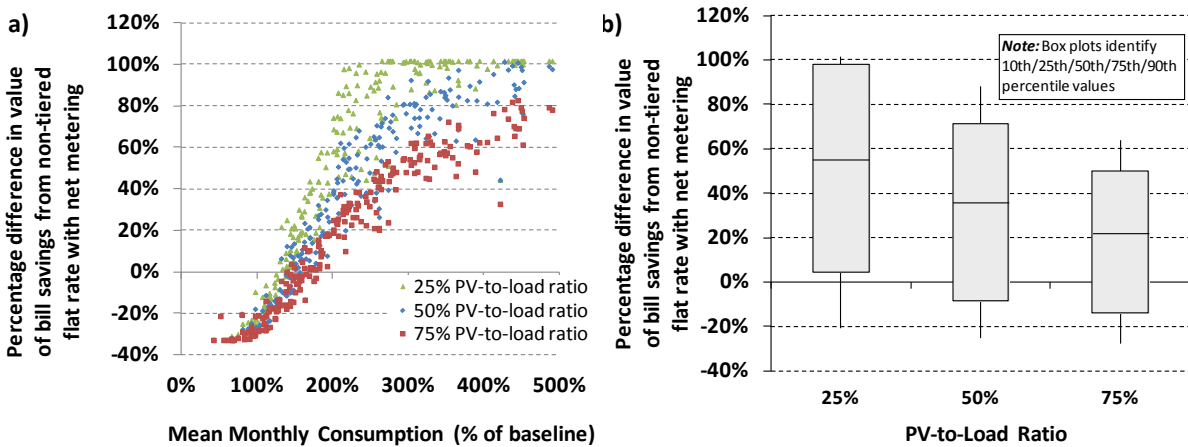 a)
Percentage difference in value
of bill savings from non-tiered
flat rate with net metering
120%
100%
80%
60%
40%
20%
0%
-20%
-40%
0%
100%
200%
300%
400%
500%
25% PV-to-load ratio
50% PV-to-load ratio
75% PV-to-load ratio
Mean Monthly Consumption (% of baseline)
b)
Percentage difference in value
of bill savings from non-tiered
flat rate with net metering
120%
100%
80%
60%
40%
20%
0%
-20%
-40%
Note: Box plots identify
10th/25th/50th/75th/90th
percentile values
25%
50%
75%
PV-to-Load Ratio